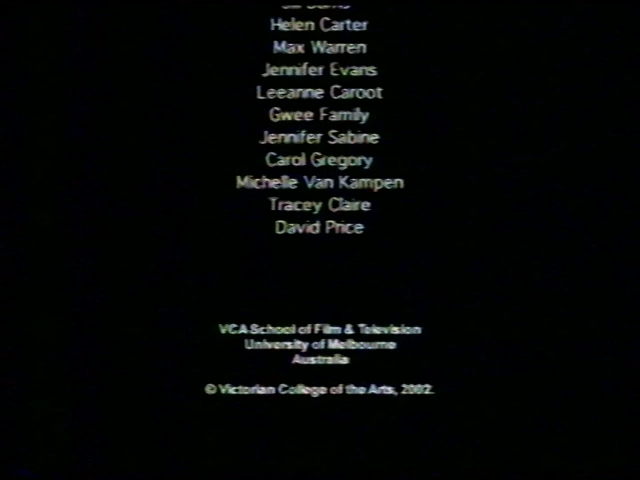 Helen Carter
Max Warren
Jennifer Evans
Leeanne Caroot
Gwee Family
Jennifer Sabine
Carol Gregory
Michelle Van Kampen
Tracey Claire
David Price
VCA School of Film & Television
University of Melbourne
Australia
© Victorian College of the Arts, 2002.